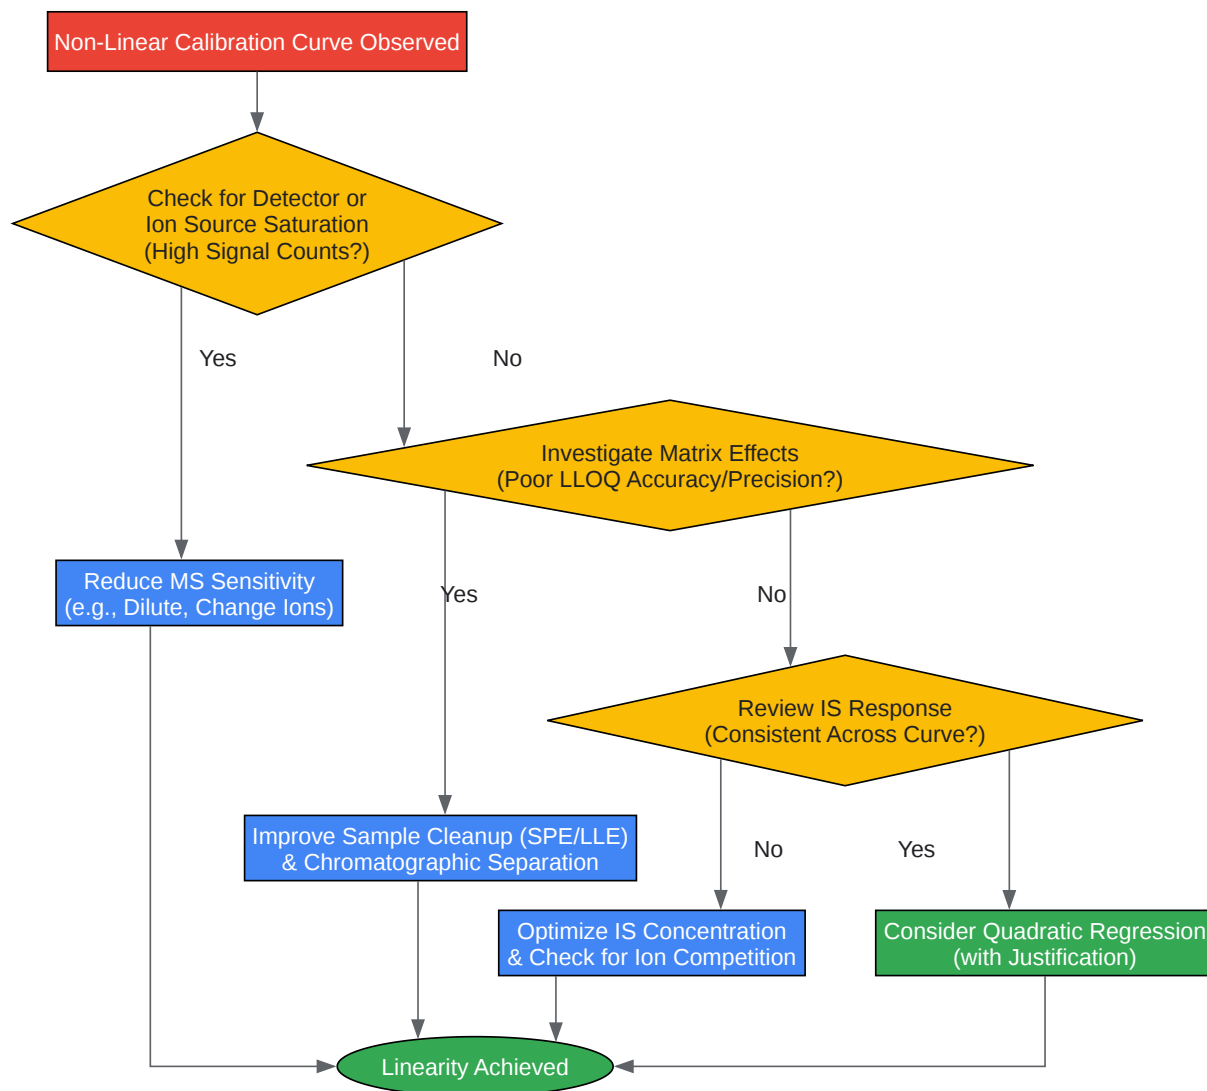 Non-Linear Calibration Curve Observed
Check for Detector or
Ion Source Saturation
(High Signal Counts?)
Yes
No
Investigate Matrix Effects
(Poor LLOQ Accuracy/Precision?)
Reduce MS Sensitivity
(e.g., Dilute, Change Ions)
Yes
No
Review IS Response
(Consistent Across Curve?)
Improve Sample Cleanup (SPE/LLE)
& Chromatographic Separation
No
Yes
Optimize IS Concentration
& Check for Ion Competition
Consider Quadratic Regression
(with Justification)
Linearity Achieved